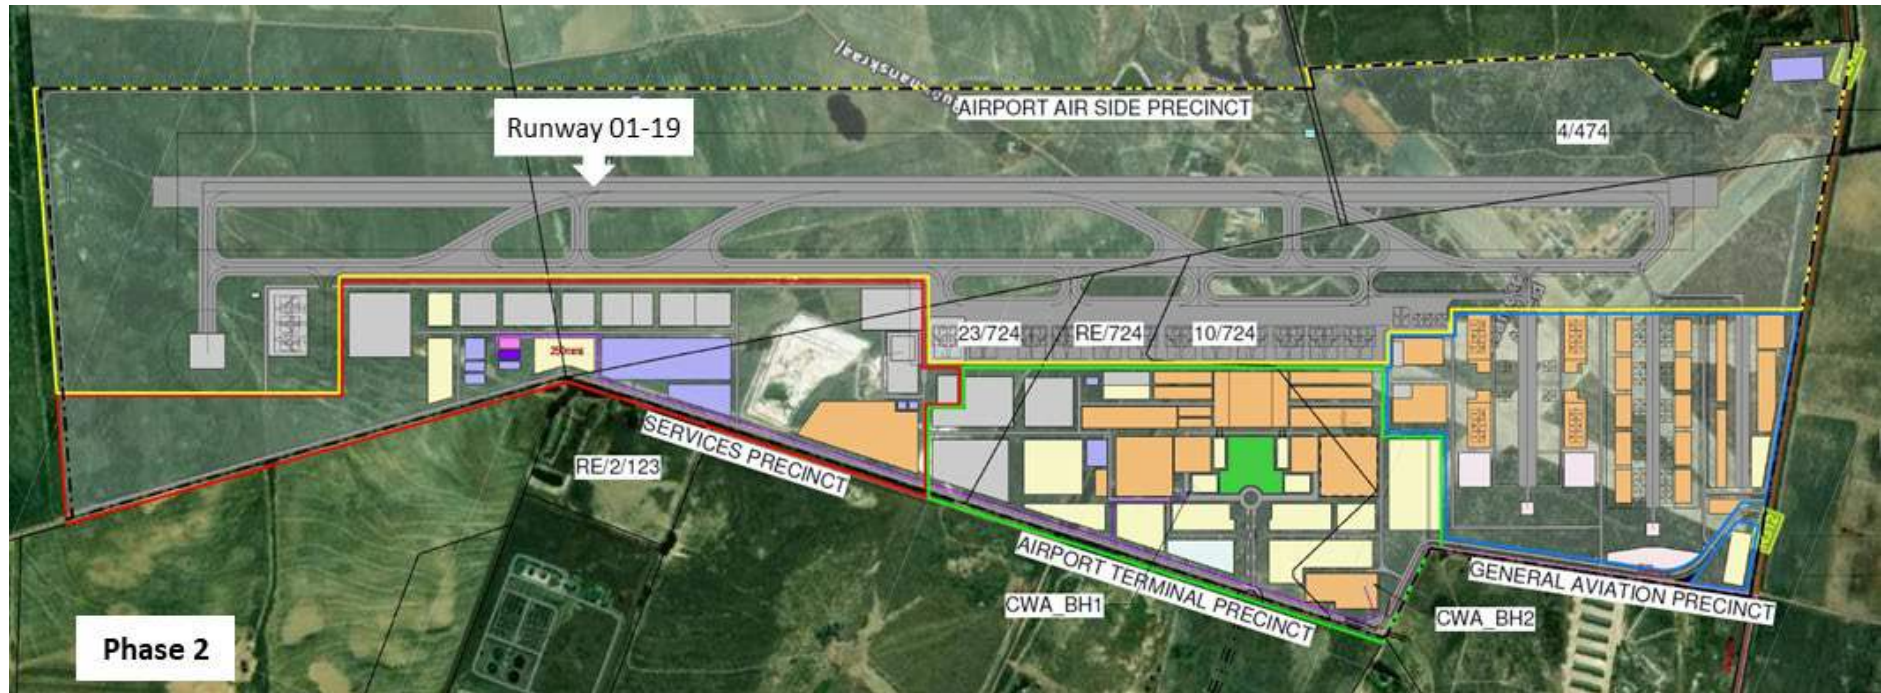 AIRPORT AIR SIDE PRECINCT
Runway 01-19
4/474
23/724
RE/724
10/724
SERVICES PRECINCT
RE/2/123
AIRPORT TERMINAL PRECINCT
GENERAL AVIATION PRECINCT
CWA_BH1
CWA_BH2
Phase 2